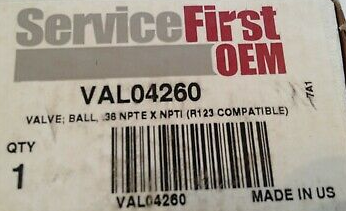 ServiceFirst
OEM
VAL04260
VALVE; BALL, .38 NPTE X NPTI (R123 COMPATIBLE)
7A1
QTY
1
VAL04260
MADE IN US